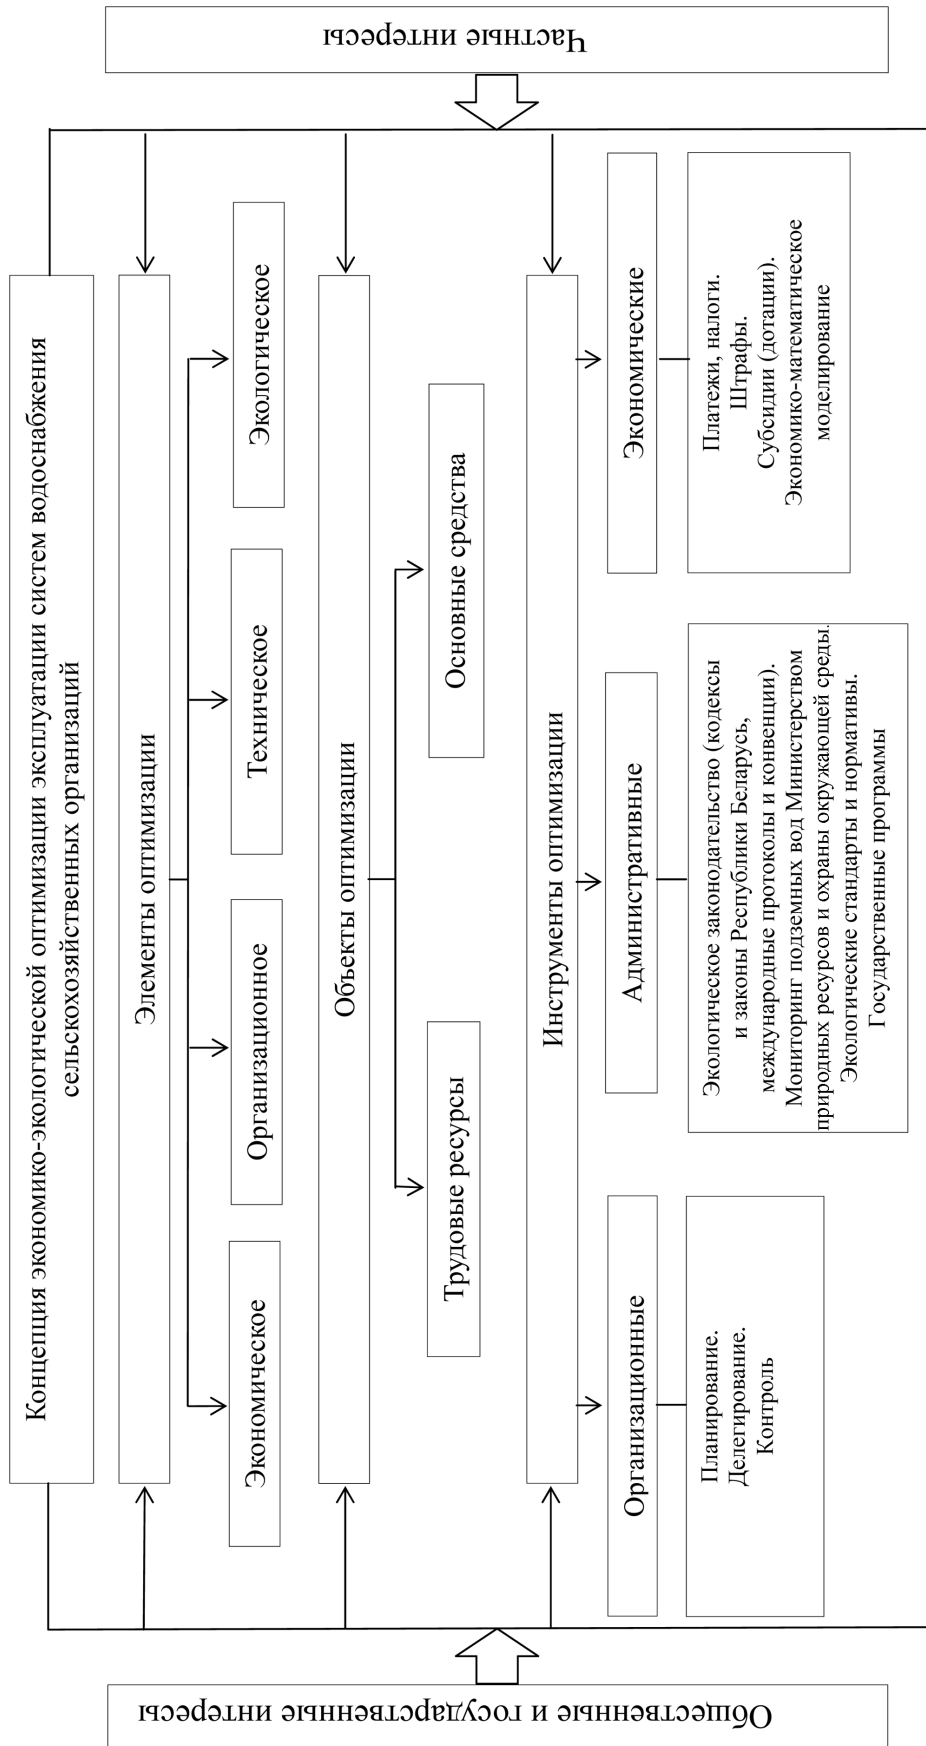 Концепция экономико-экологической оптимизации эксплуатации систем водоснабжения
сельскохозяйственных организаций
Элементы оптимизации
Экономическое
Организационное
Техническое
Экологическое
Объекты оптимизации
Трудовые ресурсы
Основные средства
Инструменты оптимизации
Организационные
Административные
Экономические
Планирование.
Делегирование.
Контроль
Экологическое законодательство (кодексы
и законы Республики Беларусь,
международные протоколы и конвенции).
Мониторинг подземных вод Министерством
природных ресурсов и охраны окружающей среды.
Экологические стандарты и нормативы.
Государственные программы
Платежи, налоги.
Штрафы.
Субсидии (дотации).
Экономико-математическое
моделирование
Общественные и государственные интересы
Частные интересы